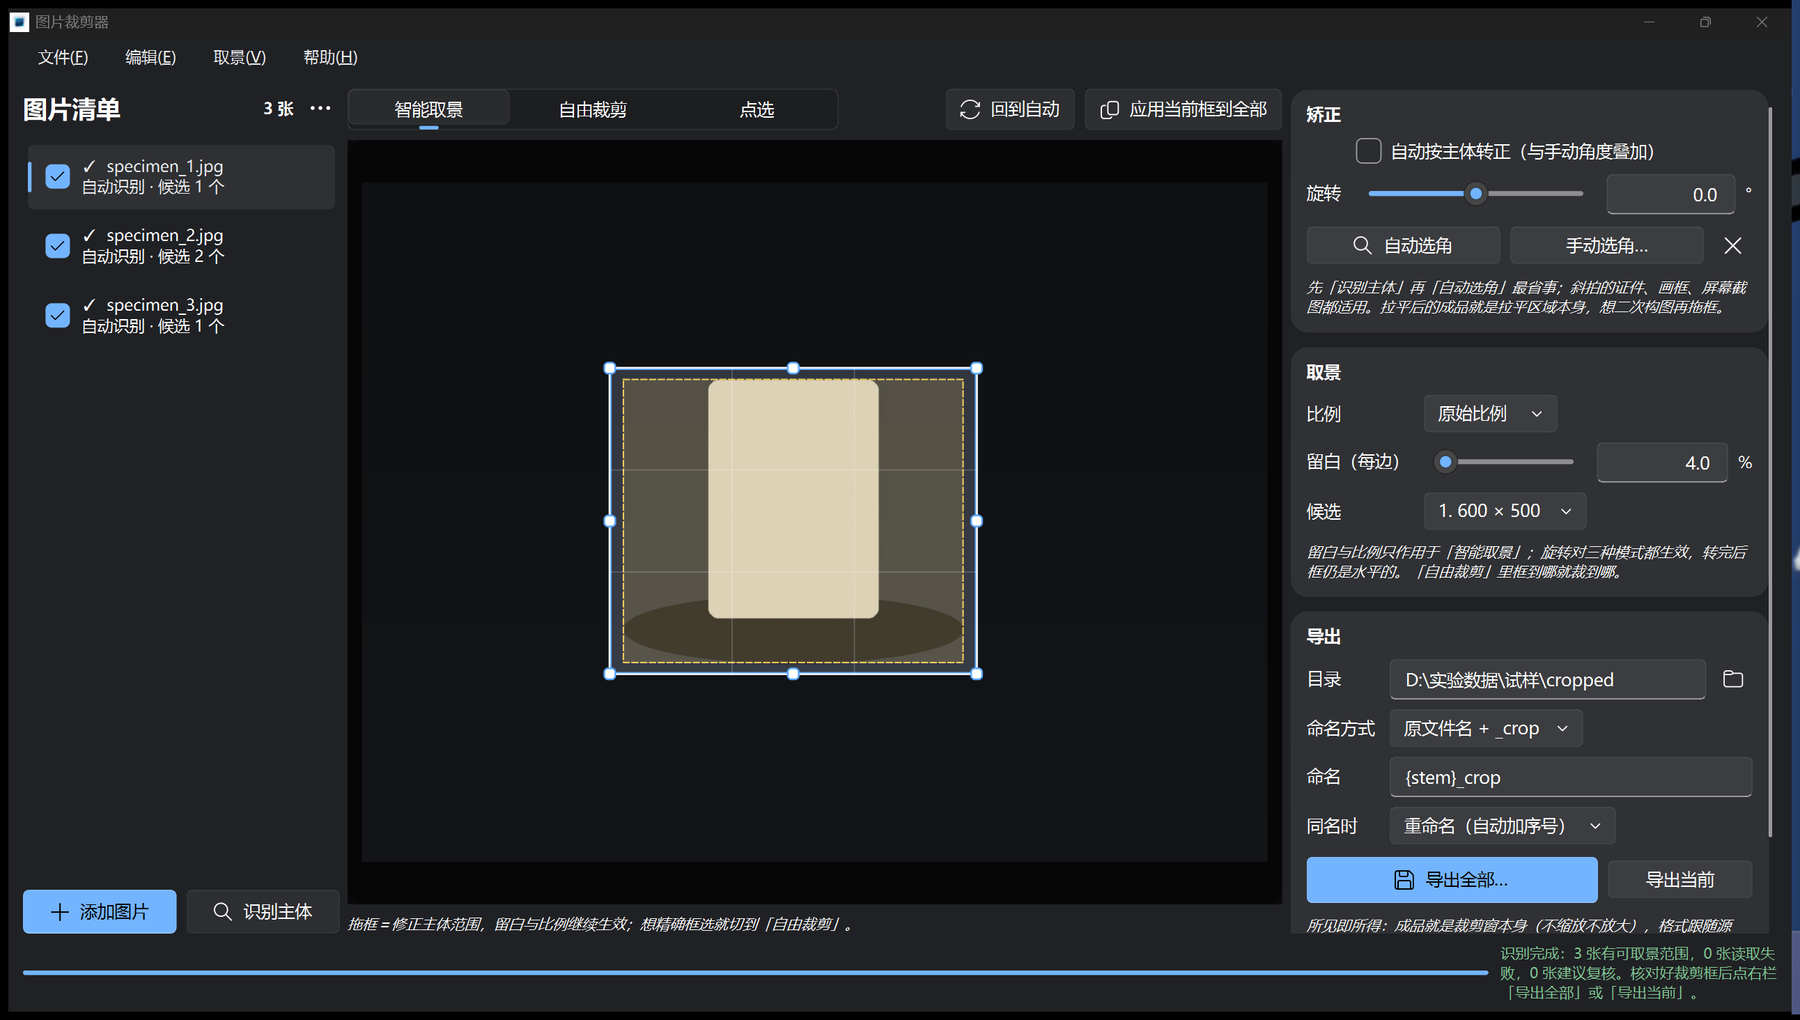 图片裁剪器
文件(F)
编辑(E)
取景(V)
帮助(H)
图片清单
3 张
✓ specimen_1.jpg
自动识别 · 候选 1 个
✓ specimen_2.jpg
自动识别 · 候选 2 个
✓ specimen_3.jpg
自动识别 · 候选 1 个
添加图片
识别主体
智能取景
自由裁剪
点选
回到自动
应用当前框到全部
拖框 = 修正主体范围，留白与比例继续生效；想精确框选就切到「自由裁剪」。
矫正
自动按主体转正（与手动角度叠加）
旋转
0.0 °
自动选角
手动选角...
先「识别主体」再「自动选角」最省事；斜拍的证件、画框、屏幕截
图都适用。拉平后的成品就是拉平区域本身，想二次构图再拖框。
取景
比例
原始比例
留白（每边）
4.0 %
候选
1. 600 × 500
留白与比例只作用于「智能取景」；旋转对三种模式都生效，转完后
框仍是水平的。「自由裁剪」里框到哪就裁到哪。
导出
目录
D:\实验数据\试样\cropped
命名方式
原文件名 + _crop
命名
{stem}_crop
同名时
重命名（自动加序号）
导出全部...
导出当前
所见即所得：成品就是裁剪窗本身（不缩放不放大），格式跟随源
识别完成：3 张有可取景范围，0 张读取失
败，0 张建议复核。核对好裁剪框后点右栏
「导出全部」或「导出当前」。